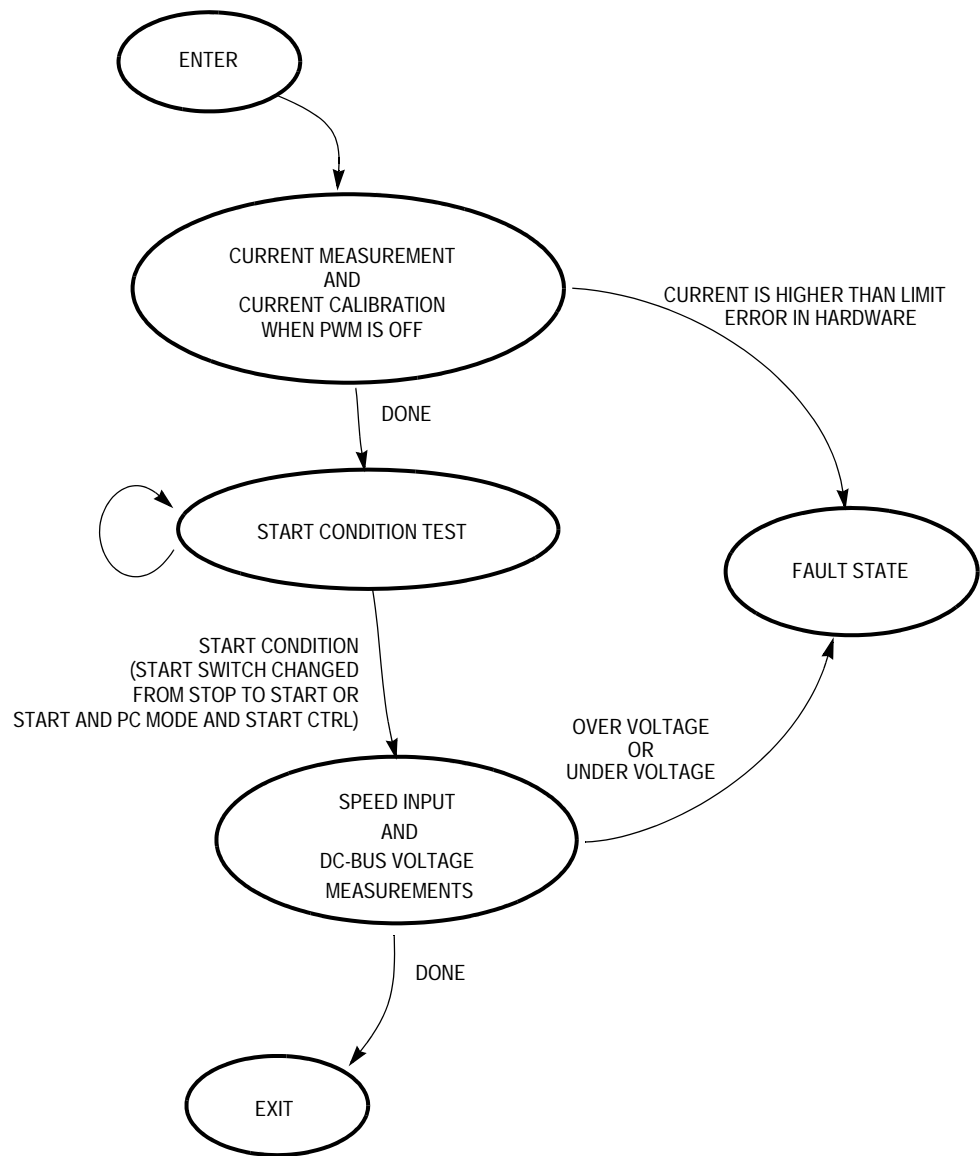 ENTER
CURRENT MEASUREMENT
AND
CURRENT CALIBRATION
WHEN PWM IS OFF
CURRENT IS HIGHER THAN LIMIT
ERROR IN HARDWARE
DONE
START CONDITION TEST
FAULT STATE
START CONDITION
(START SWITCH CHANGED
FROM STOP TO START OR
START AND PC MODE AND START CTRL)
OVER VOLTAGE
OR
UNDER VOLTAGE
SPEED INPUT
AND
DC-BUS VOLTAGE
MEASUREMENTS
DONE
EXIT